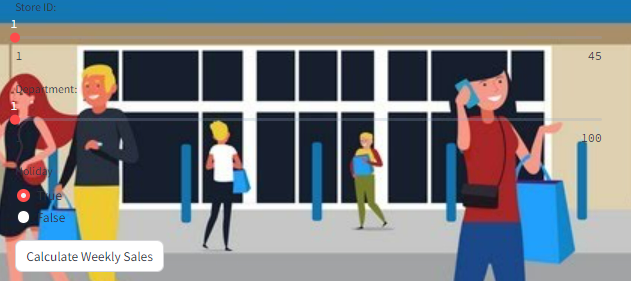 Store ID:
1
1 45
Department:
1
1 100
Holiday
True
False
Calculate Weekly Sales